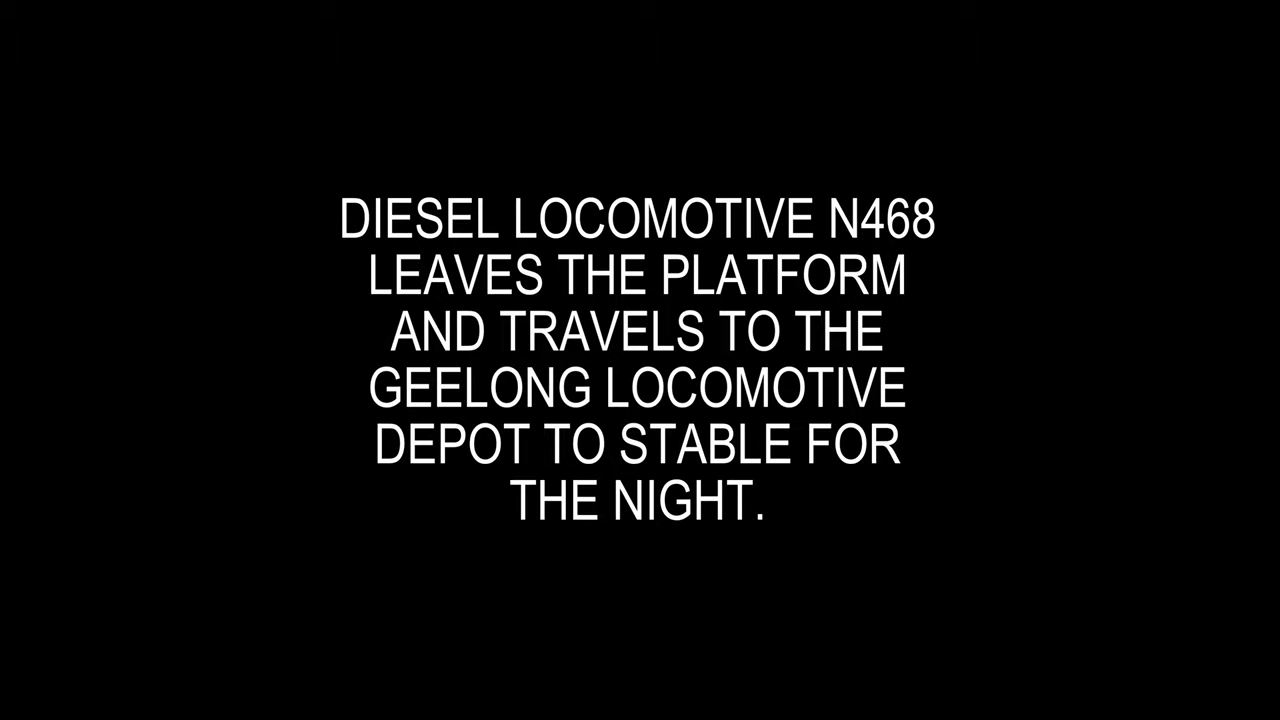 DIESEL LOCOMOTIVE N468
LEAVES THE PLATFORM
AND TRAVELS TO THE
GEELONG LOCOMOTIVE
DEPOT TO STABLE FOR
THE NIGHT.